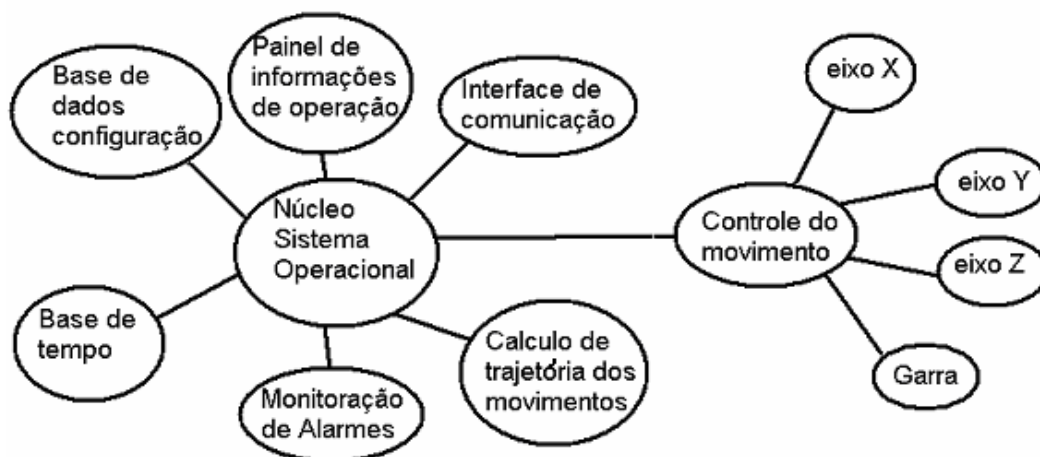 Base de
dados
configuração
Painel de
informações
de operação
Interface de
comunicação
Núcleo
Sistema
Operacional
Base de
tempo
Monitoração
de Alarmes
Calculo de
trajetória dos
movimentos
Controle do
movimento
eixo X
eixo Y
eixo Z
Garra